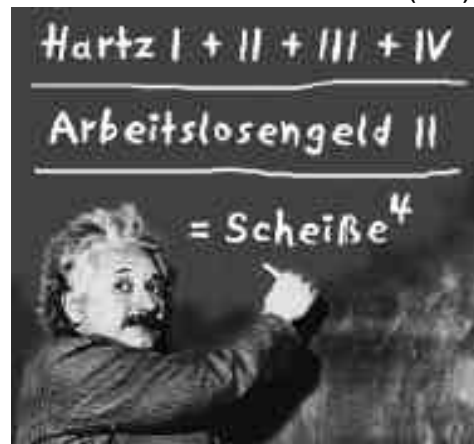 Hartz I + II + III + IV
Arbeitslosengeld II
= Scheiße⁴